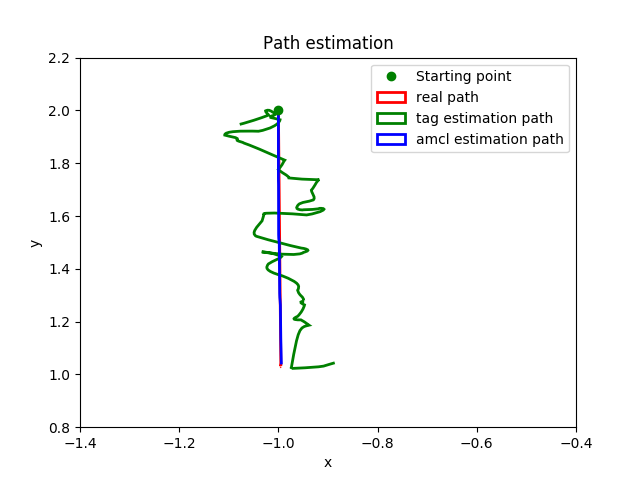 Path estimation
Starting point
real path
tag estimation path
amcl estimation path
y
2.2
2.0
1.8
1.6
1.4
1.2
1.0
0.8
−1.4 −1.2 −1.0 −0.8 −0.6 −0.4
x